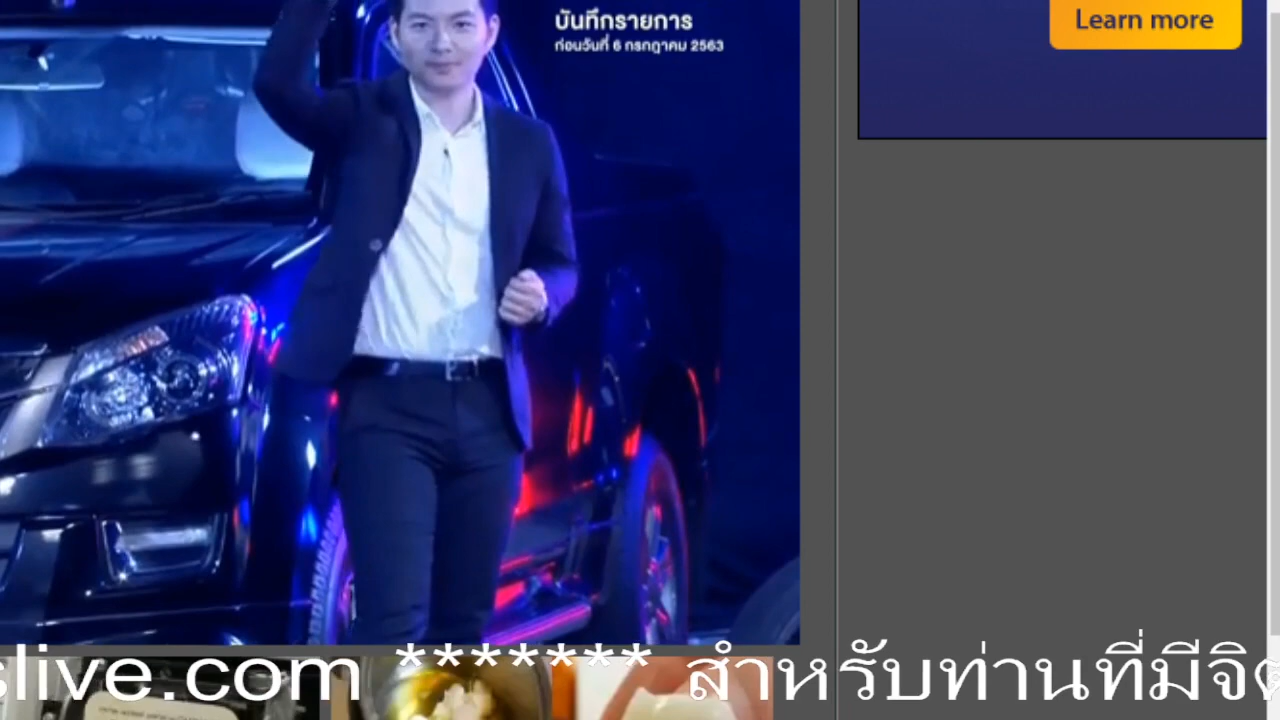 บันทึกรายการ
ก่อนวันที่ 6 กรกฎาคม 2563
Learn more
slive.com ******* สำหรับท่านที่มีจิต